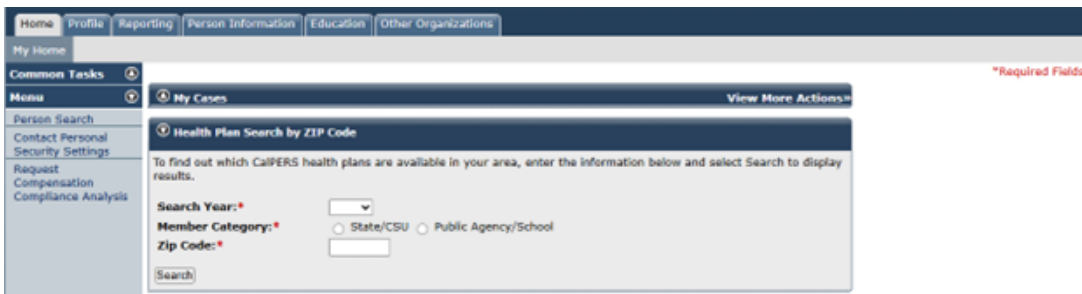 Home Profile Reporting Person Information Education Other Organizations
My Home
Common Tasks
*Required Fields
Menu
My Cases View More Actions»
Person Search
Contact Personal
Security Settings
Request
Compensation
Compliance Analysis
Health Plan Search by ZIP Code
To find out which CalPERS health plans are available in your area, enter the information below and select Search to display
results.
Search Year:*
Member Category:* State/CSU Public Agency/School
Zip Code:*
Search